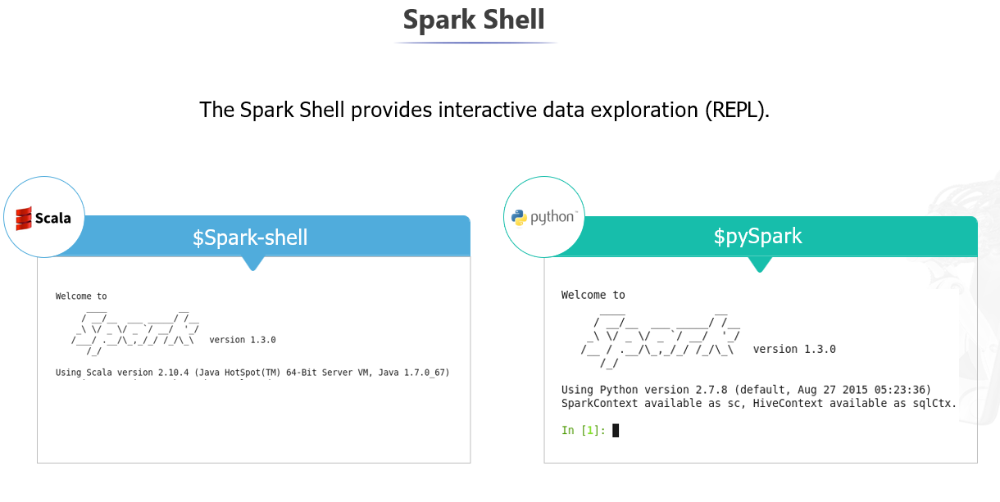 Spark Shell
The Spark Shell provides interactive data exploration (REPL).
Scala
$Spark-shell
Welcome to
      ____              __
     / __/__  ___ _____/ /__
    _\ \/ _ \/ _ `/ __/  '_/
   /___/ .__/\_,_/_/ /_/\_\   version 1.3.0
      /_/
Using Scala version 2.10.4 (Java HotSpot(TM) 64-Bit Server VM, Java 1.7.0_67)
python™
$pySpark
Welcome to
      ____              __
     / __/__  ___ _____/ /__
    _\ \/ _ \/ _ `/ __/  '_/
   /__ / .__/\_,_/_/ /_/\_\   version 1.3.0
      /_/
Using Python version 2.7.8 (default, Aug 27 2015 05:23:36)
SparkContext available as sc, HiveContext available as sqlCtx.
In [1]: